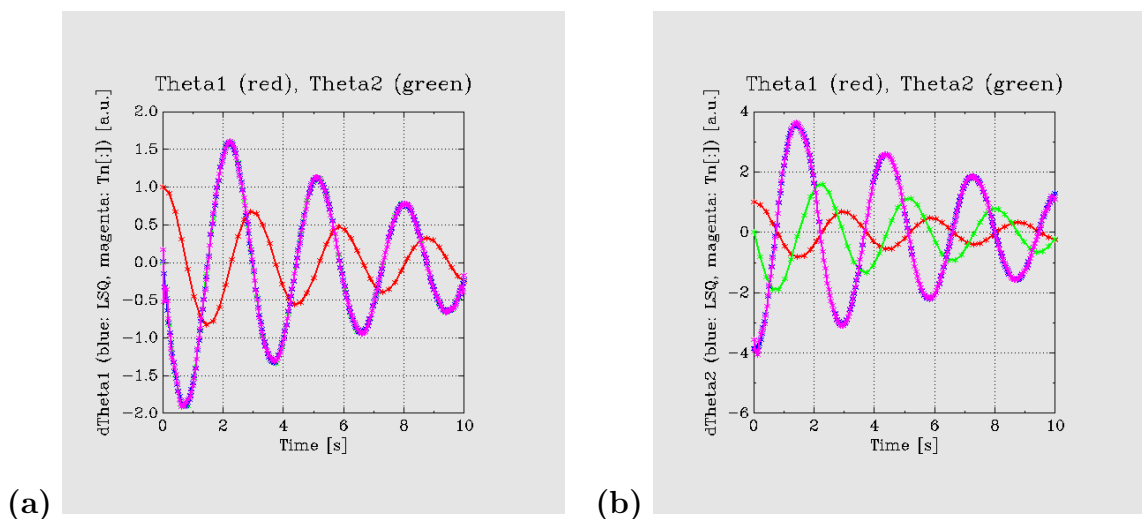 Theta1 (red), Theta2 (green)
dTheta1 (blue: LSQ, magenta: Tn[:]) [a.u.]
2.0
1.5
1.0
0.5
0.0
−0.5
−1.0
−1.5
−2.0
0 2 4 6 8 10
Time [s]
(a)
Theta1 (red), Theta2 (green)
dTheta2 (blue: LSQ, magenta: Tn[:]) [a.u.]
4
2
0
−2
−4
−6
0 2 4 6 8 10
Time [s]
(b)